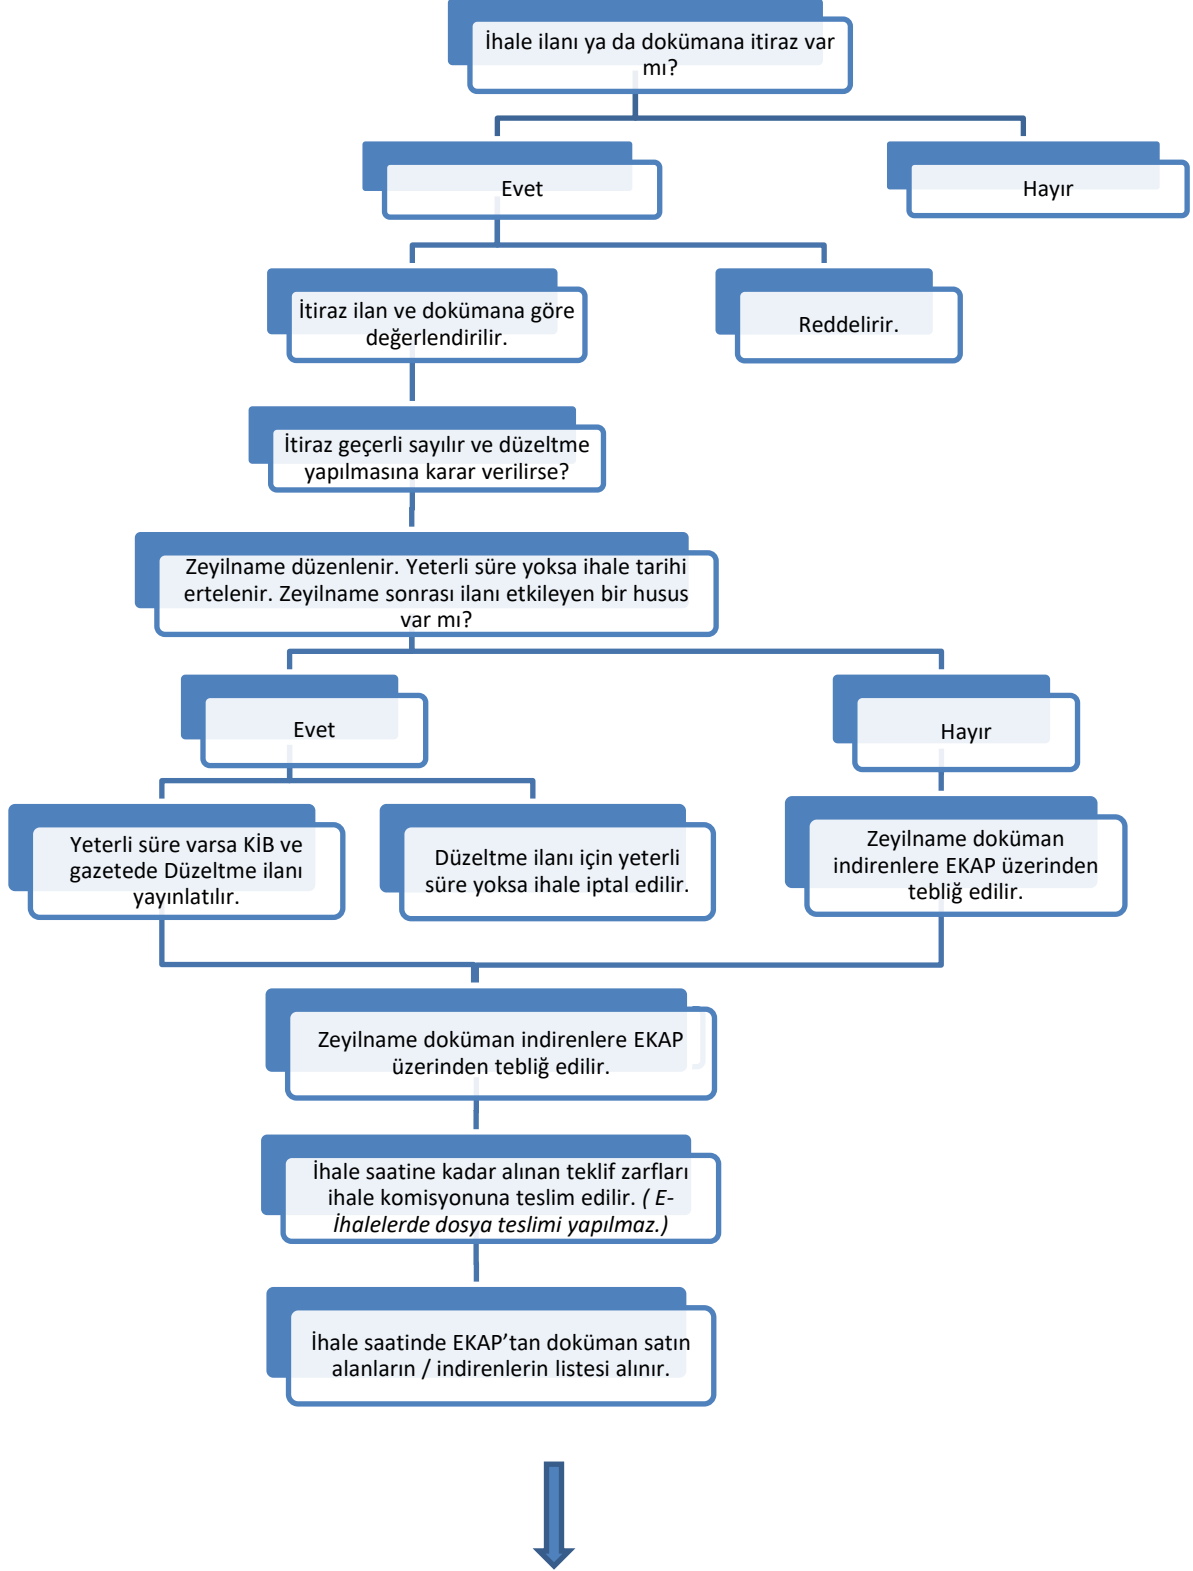 İhale ilanı ya da dokümana itiraz var
mı?
Evet
Hayır
İtiraz ilan ve dokümana göre
değerlendirilir.
Reddelirir.
İtiraz geçerli sayılır ve düzeltme
yapılmasına karar verilirse?
Zeyilname düzenlenir. Yeterli süre yoksa ihale tarihi
ertelenir. Zeyilname sonrası ilanı etkileyen bir husus
var mı?
Evet
Hayır
Yeterli süre varsa KİB ve
gazetede Düzeltme ilanı
yayınlatılır.
Düzeltme ilanı için yeterli
süre yoksa ihale iptal edilir.
Zeyilname doküman
indirenlere EKAP üzerinden
tebliğ edilir.
Zeyilname doküman indirenlere EKAP
üzerinden tebliğ edilir.
İhale saatine kadar alınan teklif zarfları
ihale komisyonuna teslim edilir. ( E-
İhalelerde dosya teslimi yapılmaz.)
İhale saatinde EKAP’tan doküman satın
alanların / indirenlerin listesi alınır.